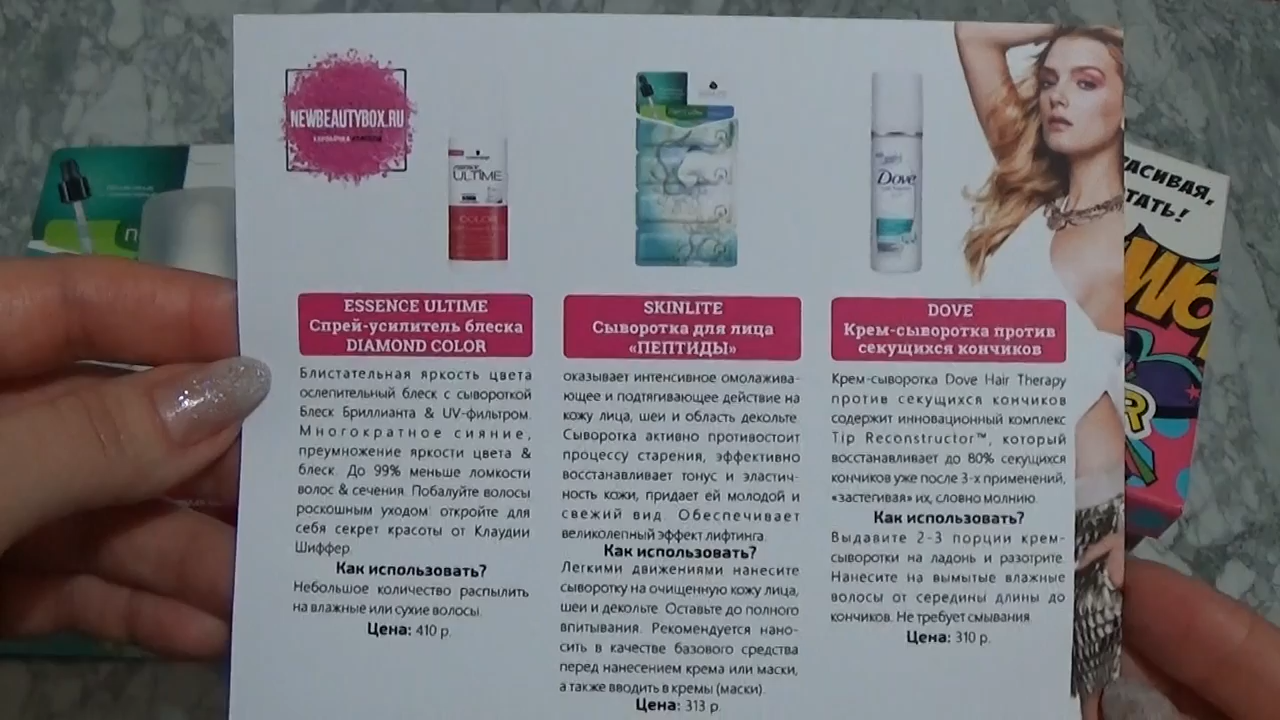 NEWBEAUTYBOX.RU
ULTIME
COLOR
Dove
ESSENCE ULTIME
Спрей-усилитель блеска
DIAMOND COLOR
Блистательная яркость цвета
ослепительный блеск с сывороткой
Блеск Бриллианта & UV-фильтром.
Многократное сияние,
преумножение яркости цвета &
блеск. До 99% меньше ломкости
волос & сечения. Побалуйте волосы
роскошным уходом: откройте для
себя секрет красоты от Клаудии
Шиффер.
Как использовать?
Небольшое количество распылить
на влажные или сухие волосы.
Цена: 410 р.
SKINLITE
Сыворотка для лица
«ПЕПТИДЫ»
оказывает интенсивное омолажива-
ющее и подтягивающее действие на
кожу лица, шеи и область декольте.
Сыворотка активно противостоит
процессу старения, эффективно
восстанавливает тонус и эластич-
ность кожи, придает ей молодой и
свежий вид. Обеспечивает
великолепный эффект лифтинга.
Как использовать?
Легкими движениями нанесите
сыворотку на очищенную кожу лица,
шеи и декольте. Оставьте до полного
впитывания. Рекомендуется нано-
сить в качестве базового средства
перед нанесением крема или маски,
а также вводить в кремы (маски).
Цена: 313 р.
DOVE
Крем-сыворотка против
секущихся кончиков
Крем-сыворотка Dove Hair Therapy
против секущихся кончиков
содержит инновационный комплекс
Tip Reconstructor™, который
восстанавливает до 80% секущихся
кончиков уже после 3-х применений,
«застегивая» их, словно молнию.
Как использовать?
Выдавите 2-3 порции крем-
сыворотки на ладонь и разотрите.
Нанесите на вымытые влажные
волосы от середины длины до
кончиков. Не требует смывания.
Цена: 310 р.
РАСИВАЯ,
ТАТЬ!